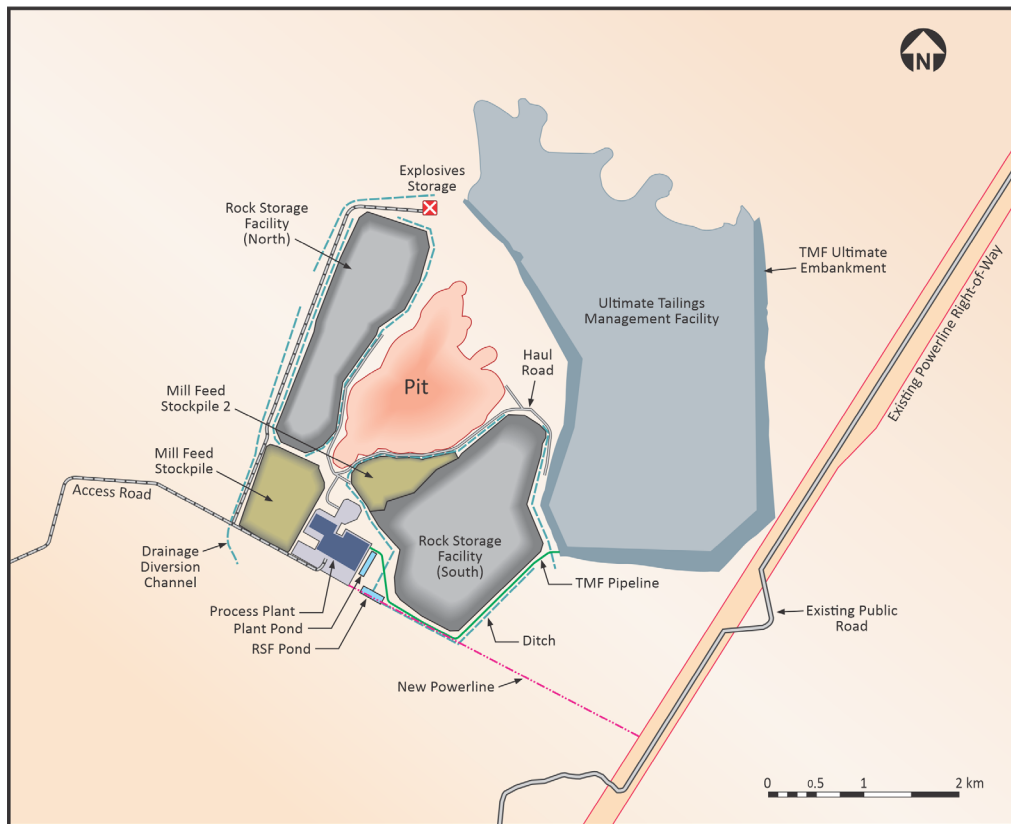 N
Explosives
Storage
Rock Storage
Facility
(North)
TMF Ultimate
Embankment
Existing Powerline Right-of-Way
Ultimate Tailings
Management Facility
Haul
Road
Pit
Mill Feed
Stockpile 2
Mill Feed
Stockpile
Access Road
Drainage
Diversion
Channel
Rock Storage
Facility
(South)
TMF Pipeline
Process Plant
Plant Pond
RSF Pond
Existing Public
Road
Ditch
New Powerline
0 0.5 1 2 km